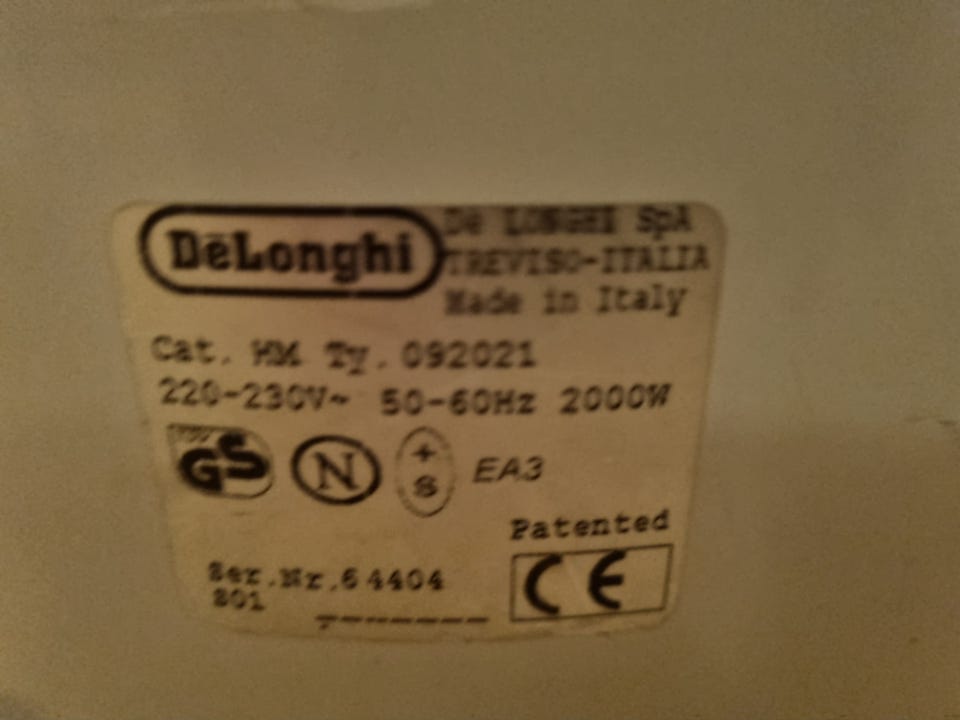 DeLonghi
De LONGHI SpA
TREVISO-ITALIA
Made in Italy
Cat. HM Ty. 092021
220-230V~ 50-60Hz 2000W
GS N +S EA3
Patented
CE
Ser.Nr.64404
801